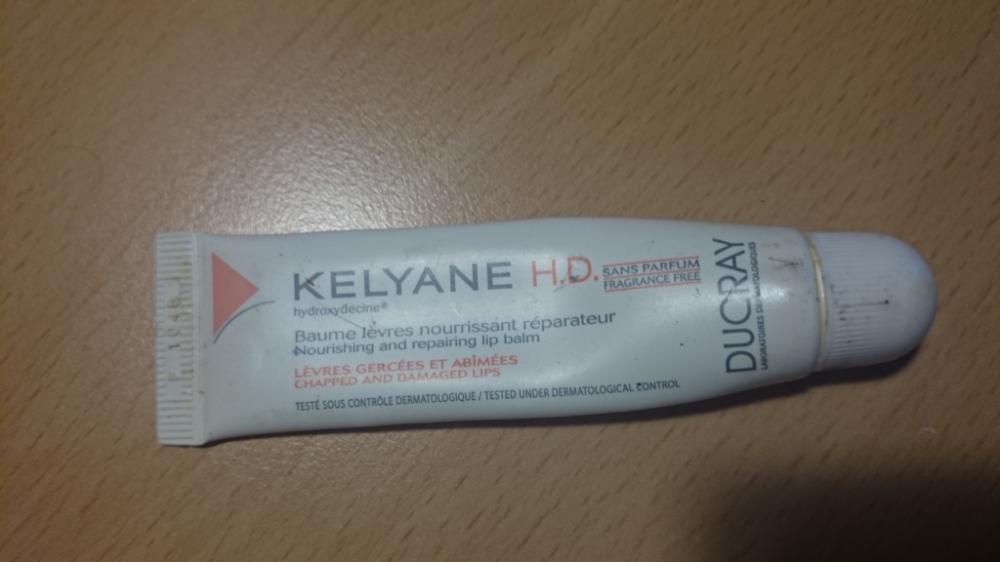 KELYANE H.D.
SANS PARFUM
FRAGRANCE FREE
hydroxydecine®
Baume lèvres nourrissant réparateur
Nourishing and repairing lip balm
LÈVRES GERCÉES ET ABÎMÉES
CHAPPED AND DAMAGED LIPS
TESTÉ SOUS CONTRÔLE DERMATOLOGIQUE / TESTED UNDER DERMATOLOGICAL CONTROL
DUCRAY
LABORATOIRES DERMATOLOGIQUES